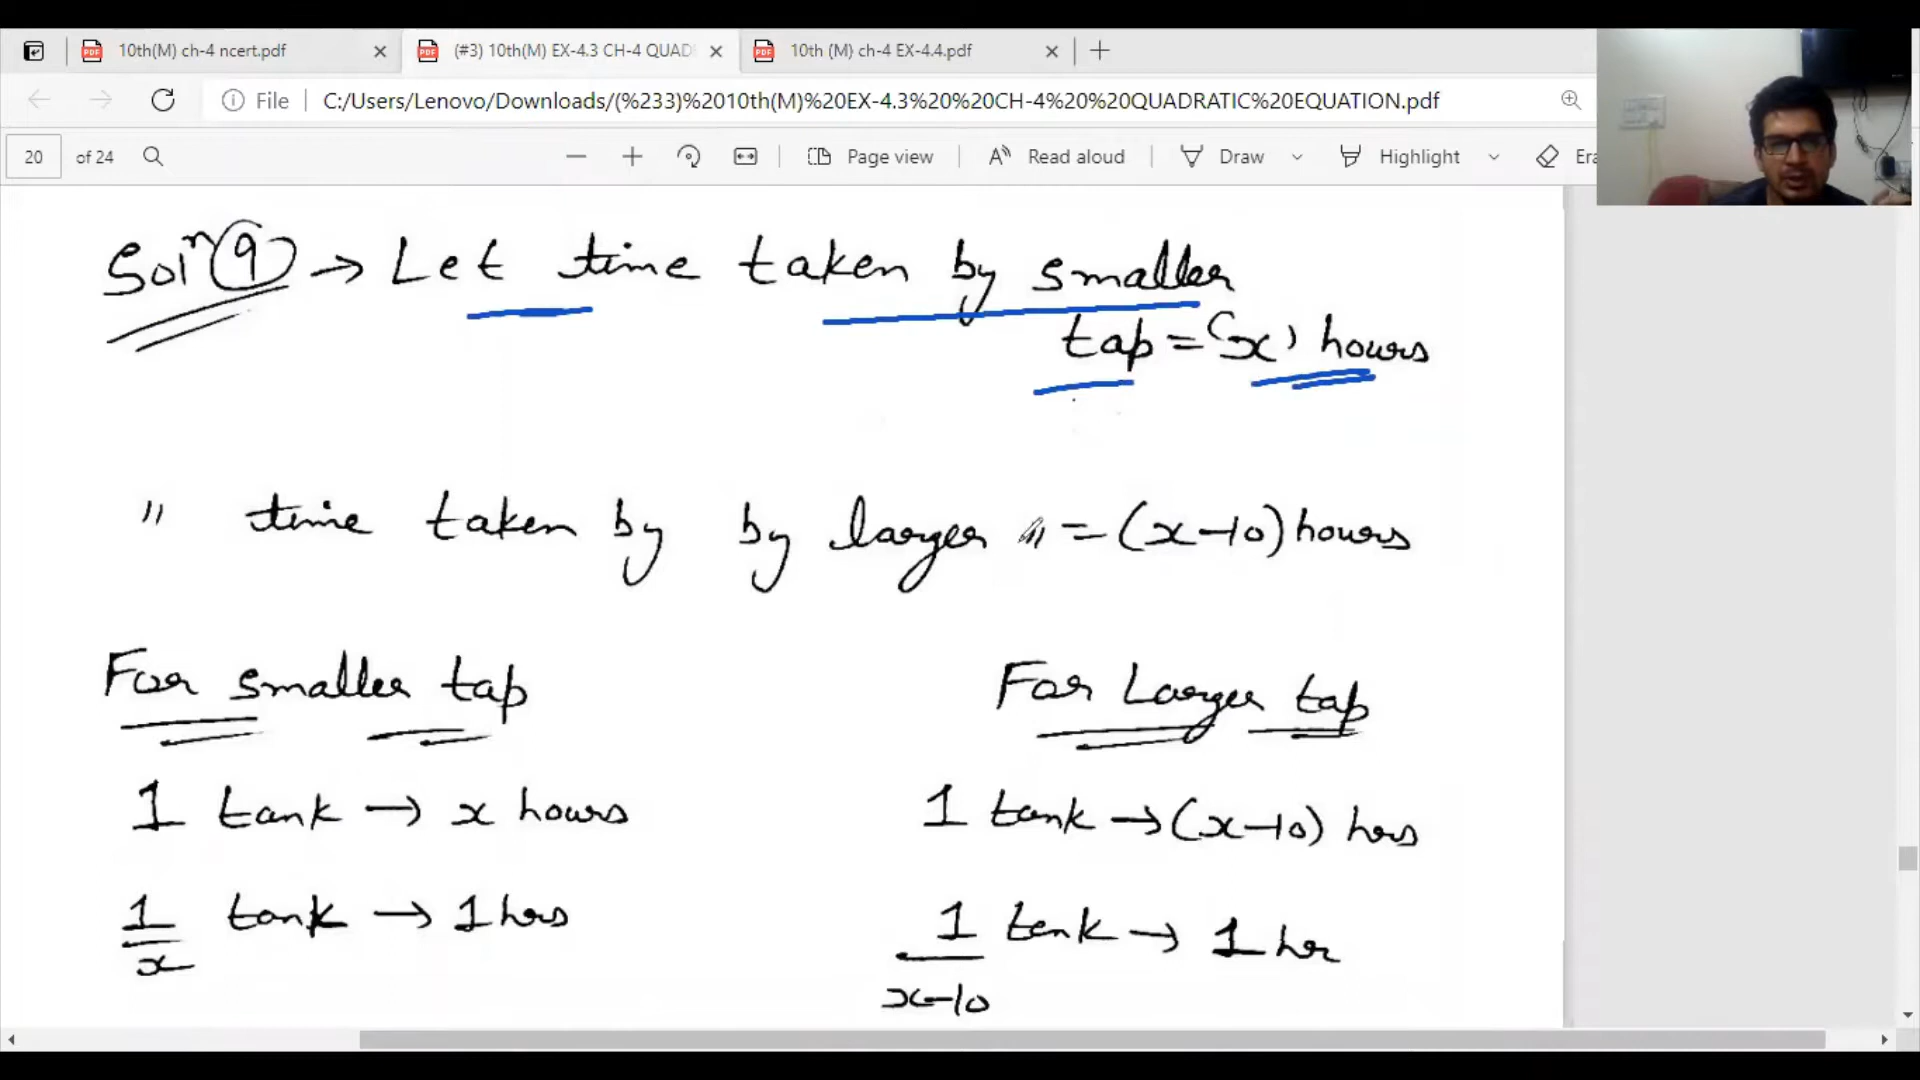 10th(M) ch-4 ncert.pdf
(#3) 10th(M) EX-4.3 CH-4 QUAD
10th (M) ch-4 EX-4.4.pdf
File
C:/Users/Lenovo/Downloads/(%233)%2010th(M)%20EX-4.3%20%20CH-4%20%20QUADRATIC%20EQUATION.pdf
20 of 24
Page view
Read aloud
Draw
Highlight
Era
Solⁿ 9 → Let time taken by smaller
tap = 'x' hours
" time taken by by larger " = (x-10) hours
For smaller tap
For Larger tap
1 tank → x hours
1 tank → (x-10) hrs
1/x tank → 1 hrs
1/x-10 tank → 1 hr